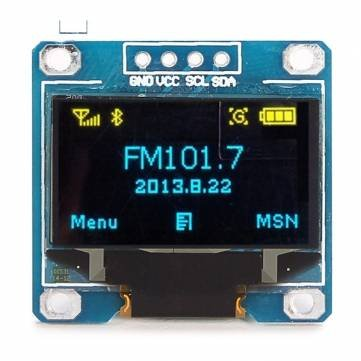 GND VCC SCL SDA
G
FM101.7
2013.8.22
Menu MSN